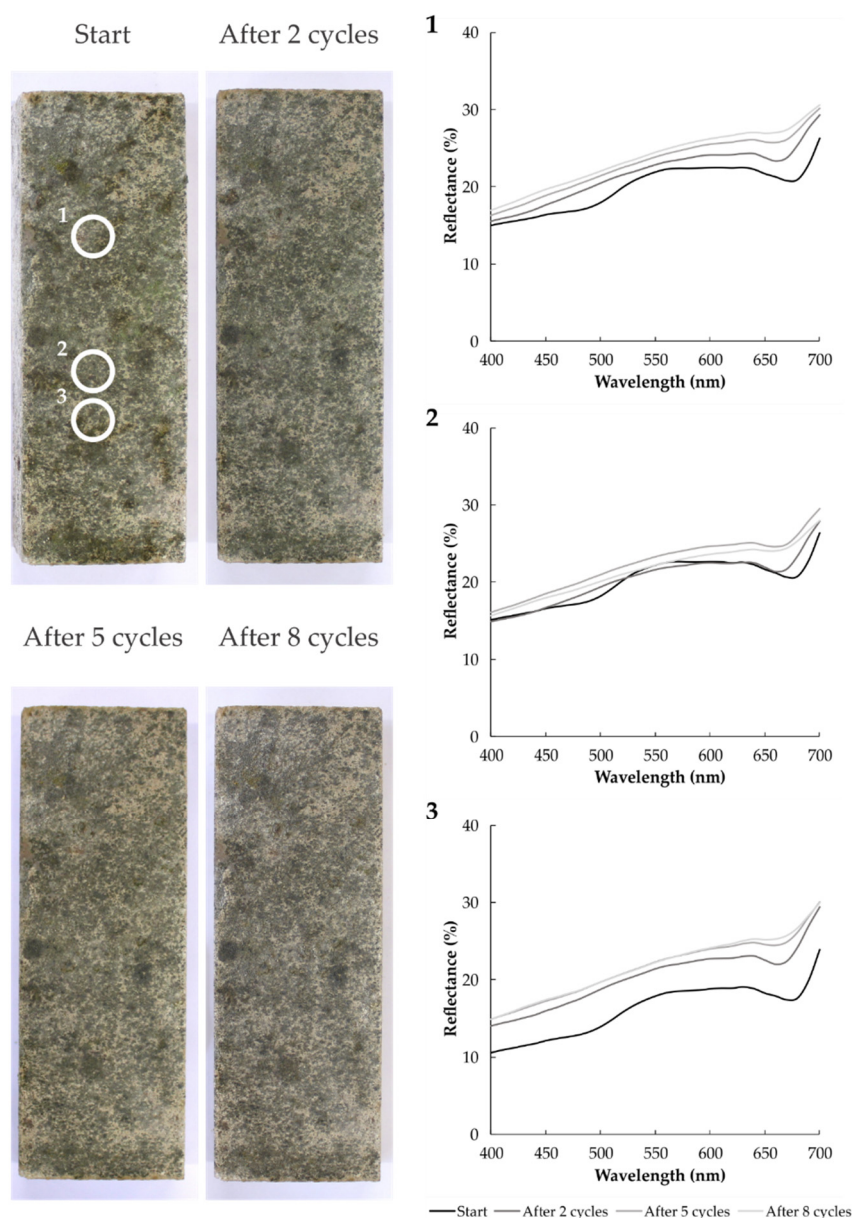 Start
After 2 cycles
1
2
3
After 5 cycles
After 8 cycles
1
Reflectance (%)
40
30
20
10
0
400 450 500 550 600 650 700
Wavelength (nm)
2
Reflectance (%)
40
30
20
10
0
400 450 500 550 600 650 700
Wavelength (nm)
3
Reflectance (%)
40
30
20
10
0
400 450 500 550 600 650 700
Wavelength (nm)
Start After 2 cycles After 5 cycles After 8 cycles